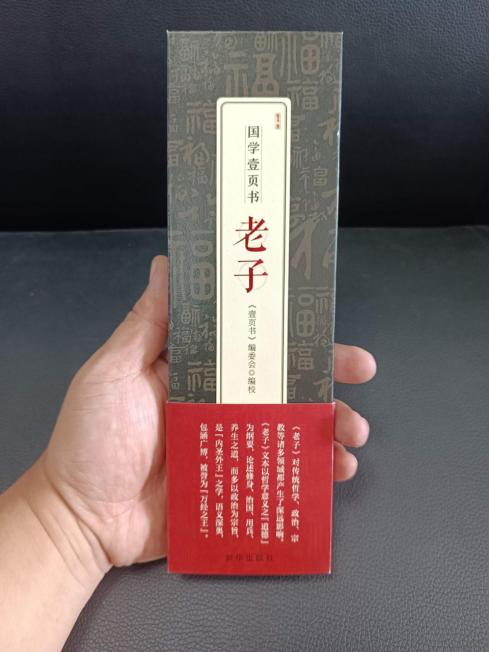 国学壹页书
老子
《壹页书》编委会◎编校
《老子》对传统哲学、政治、宗
教等诸多领域都产生了深远影响。
《老子》文本以哲学意义之“道德”
为纲要，论述修身、治国、用兵、
养生之道，而多以政治为宗旨，
是“内圣外王”之学，语义深奥，
包涵广博，被誉为“万经之王”。
新华出版社
福